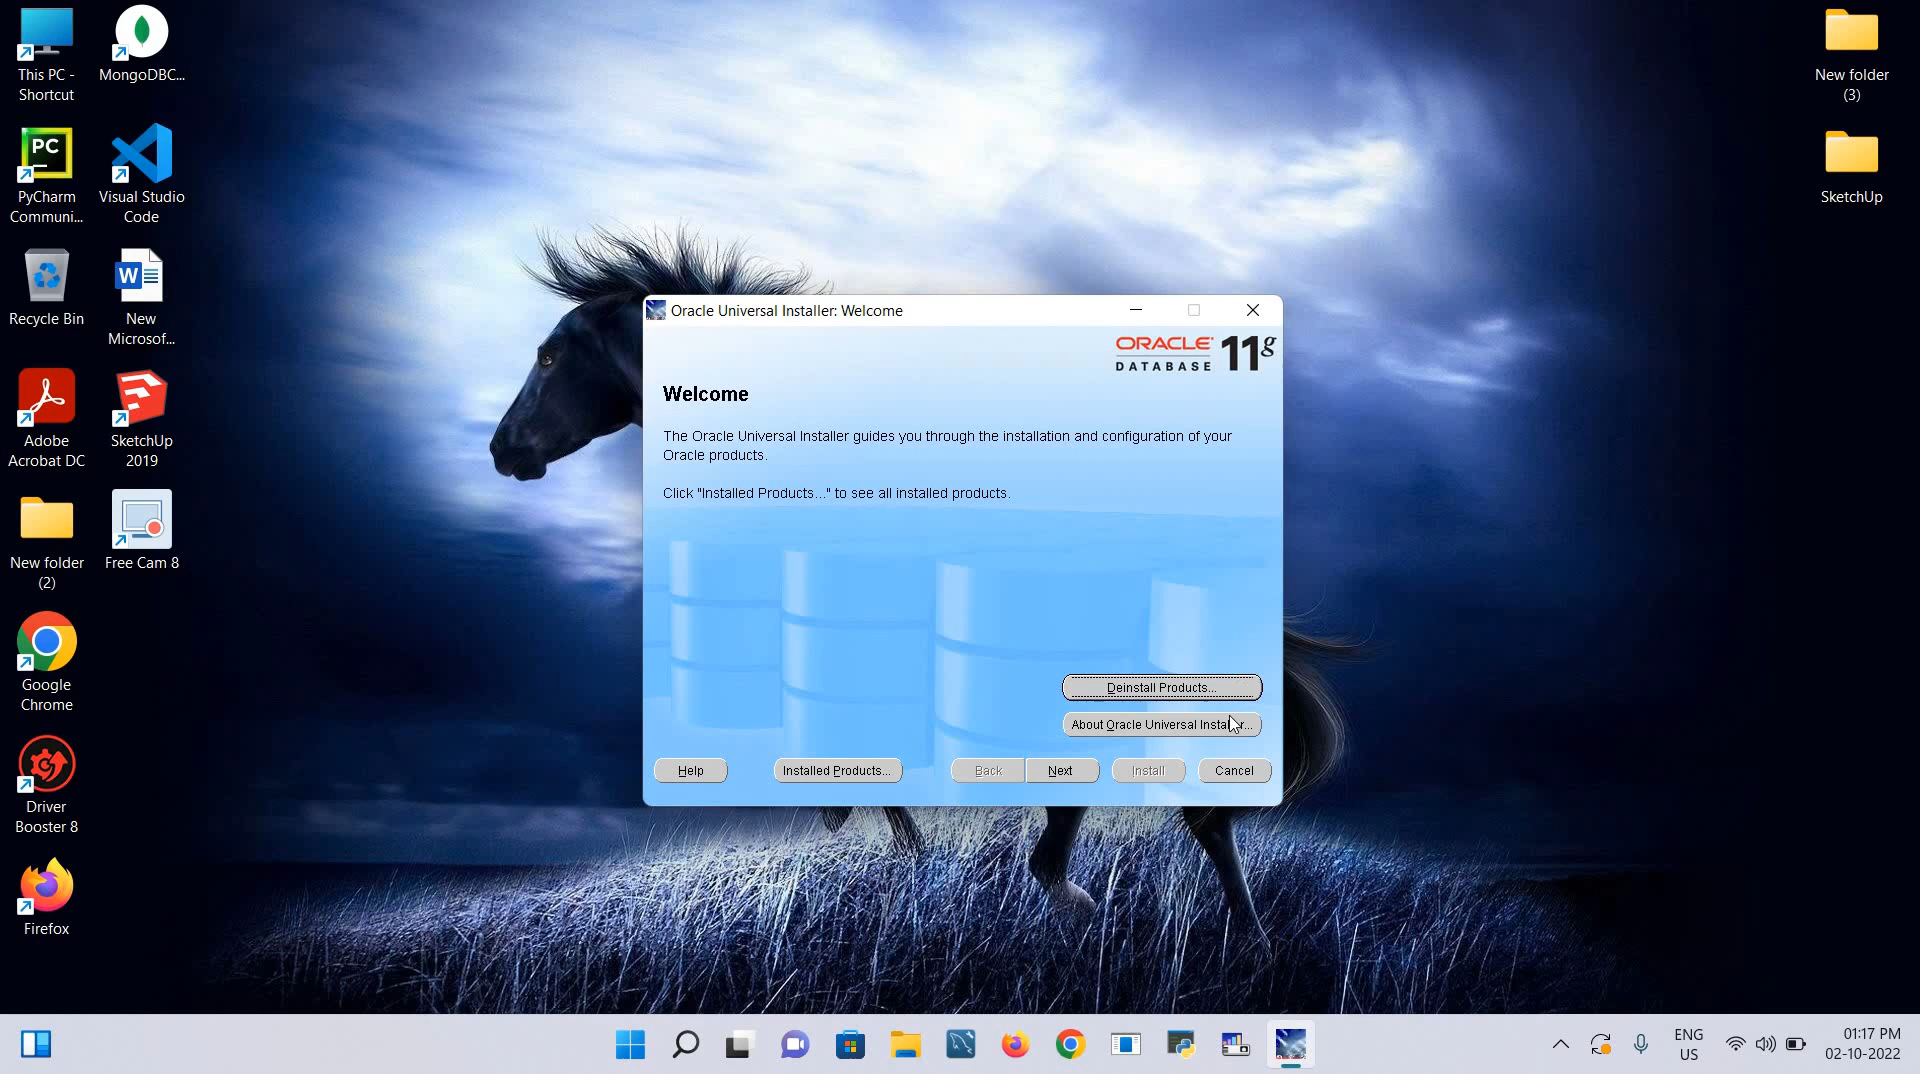 This PC -
Shortcut
MongoDBC...
PC
PyCharm
Communi...
Visual Studio
Code
Recycle Bin
W
New
Microsof...
Adobe
Acrobat DC
SketchUp
2019
New folder
(2)
Free Cam 8
Google
Chrome
Driver
Booster 8
Firefox
New folder
(3)
SketchUp
Oracle Universal Installer: Welcome
ORACLE
DATABASE
11g
Welcome
The Oracle Universal Installer guides you through the installation and configuration of your
Oracle products.
Click "Installed Products..." to see all installed products.
Deinstall Products...
About Oracle Universal Installer...
Help
Installed Products...
Back
Next
Install
Cancel
ENG
US
01:17 PM
02-10-2022